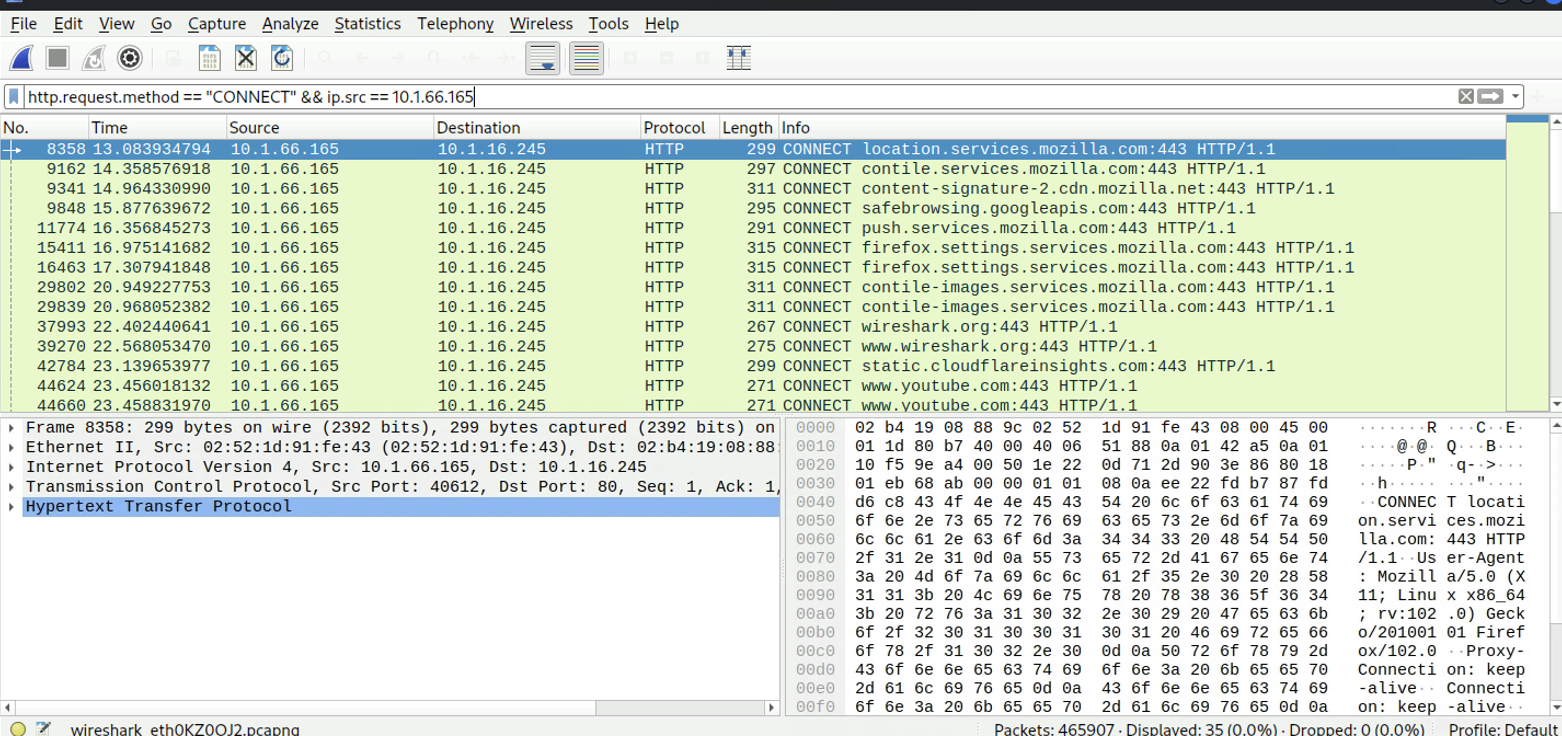 File Edit View Go Capture Analyze Statistics Telephony Wireless Tools Help
http.request.method == "CONNECT" && ip.src == 10.1.66.165
No. Time Source Destination Protocol Length Info
8358 13.083934794 10.1.66.165 10.1.16.245 HTTP 299 CONNECT location.services.mozilla.com:443 HTTP/1.1
9162 14.358576918 10.1.66.165 10.1.16.245 HTTP 297 CONNECT contile.services.mozilla.com:443 HTTP/1.1
9341 14.964330990 10.1.66.165 10.1.16.245 HTTP 311 CONNECT content-signature-2.cdn.mozilla.net:443 HTTP/1.1
9848 15.877639672 10.1.66.165 10.1.16.245 HTTP 295 CONNECT safebrowsing.googleapis.com:443 HTTP/1.1
11774 16.356845273 10.1.66.165 10.1.16.245 HTTP 291 CONNECT push.services.mozilla.com:443 HTTP/1.1
15411 16.975141682 10.1.66.165 10.1.16.245 HTTP 315 CONNECT firefox.settings.services.mozilla.com:443 HTTP/1.1
16463 17.307941848 10.1.66.165 10.1.16.245 HTTP 315 CONNECT firefox.settings.services.mozilla.com:443 HTTP/1.1
29802 20.949227753 10.1.66.165 10.1.16.245 HTTP 311 CONNECT contile-images.services.mozilla.com:443 HTTP/1.1
29839 20.968052382 10.1.66.165 10.1.16.245 HTTP 311 CONNECT contile-images.services.mozilla.com:443 HTTP/1.1
37993 22.402440641 10.1.66.165 10.1.16.245 HTTP 267 CONNECT wireshark.org:443 HTTP/1.1
39270 22.568053470 10.1.66.165 10.1.16.245 HTTP 275 CONNECT www.wireshark.org:443 HTTP/1.1
42784 23.139653977 10.1.66.165 10.1.16.245 HTTP 299 CONNECT static.cloudflareinsights.com:443 HTTP/1.1
44624 23.456018132 10.1.66.165 10.1.16.245 HTTP 271 CONNECT www.youtube.com:443 HTTP/1.1
44660 23.458831970 10.1.66.165 10.1.16.245 HTTP 271 CONNECT www.youtube.com:443 HTTP/1.1
Frame 8358: 299 bytes on wire (2392 bits), 299 bytes captured (2392 bits) on
Ethernet II, Src: 02:52:1d:91:fe:43 (02:52:1d:91:fe:43), Dst: 02:b4:19:08:88:
Internet Protocol Version 4, Src: 10.1.66.165, Dst: 10.1.16.245
Transmission Control Protocol, Src Port: 40612, Dst Port: 80, Seq: 1, Ack: 1,
Hypertext Transfer Protocol
0000 02 b4 19 08 88 9c 02 52 1d 91 fe 43 08 00 45 00 ·······R ···C··E·
0010 01 1d 80 b7 40 00 40 06 51 88 0a 01 42 a5 0a 01 ····@·@· Q···B···
0020 10 f5 9e a4 00 50 1e 22 0d 71 2d 90 3e 86 80 18 ·····P·" ·q-·>···
0030 01 eb 68 ab 00 00 01 01 08 0a ee 22 fd b7 87 fd ··h····· ···"····
0040 d6 c8 43 4f 4e 4e 45 43 54 20 6c 6f 63 61 74 69 ··CONNEC T locati
0050 6f 6e 2e 73 65 72 76 69 63 65 73 2e 6d 6f 7a 69 on.servi ces.mozi
0060 6c 6c 61 2e 63 6f 6d 3a 34 34 33 20 48 54 54 50 lla.com: 443 HTTP
0070 2f 31 2e 31 0d 0a 55 73 65 72 2d 41 67 65 6e 74 /1.1··Us er-Agent
0080 3a 20 4d 6f 7a 69 6c 6c 61 2f 35 2e 30 20 28 58 : Mozill a/5.0 (X
0090 31 31 3b 20 4c 69 6e 75 78 20 78 38 36 5f 36 34 11; Linu x x86_64
00a0 3b 20 72 76 3a 31 30 32 2e 30 29 20 47 65 63 6b ; rv:102 .0) Geck
00b0 6f 2f 32 30 31 30 30 31 30 31 20 46 69 72 65 66 o/201001 01 Firef
00c0 6f 78 2f 31 30 32 2e 30 0d 0a 50 72 6f 78 79 2d ox/102.0 ··Proxy-
00d0 43 6f 6e 6e 65 63 74 69 6f 6e 3a 20 6b 65 65 70 Connecti on: keep
00e0 2d 61 6c 69 76 65 0d 0a 43 6f 6e 6e 65 63 74 69 -alive·· Connecti
00f0 6f 6e 3a 20 6b 65 65 70 2d 61 6c 69 76 65 0d 0a on: keep -alive··
wireshark_eth0KZ0OJ2.pcapng Packets: 465907 · Displayed: 35 (0.0%) · Dropped: 0 (0.0%) Profile: Default